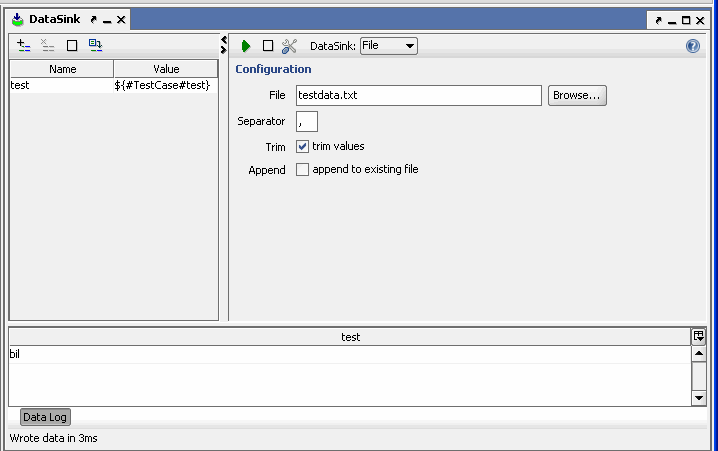 DataSink
DataSink: File
Name Value
test ${#TestCase#test}
Configuration
File testdata.txt Browse...
Separator ,
Trim trim values
Append append to existing file
test
bil
Data Log
Wrote data in 3ms